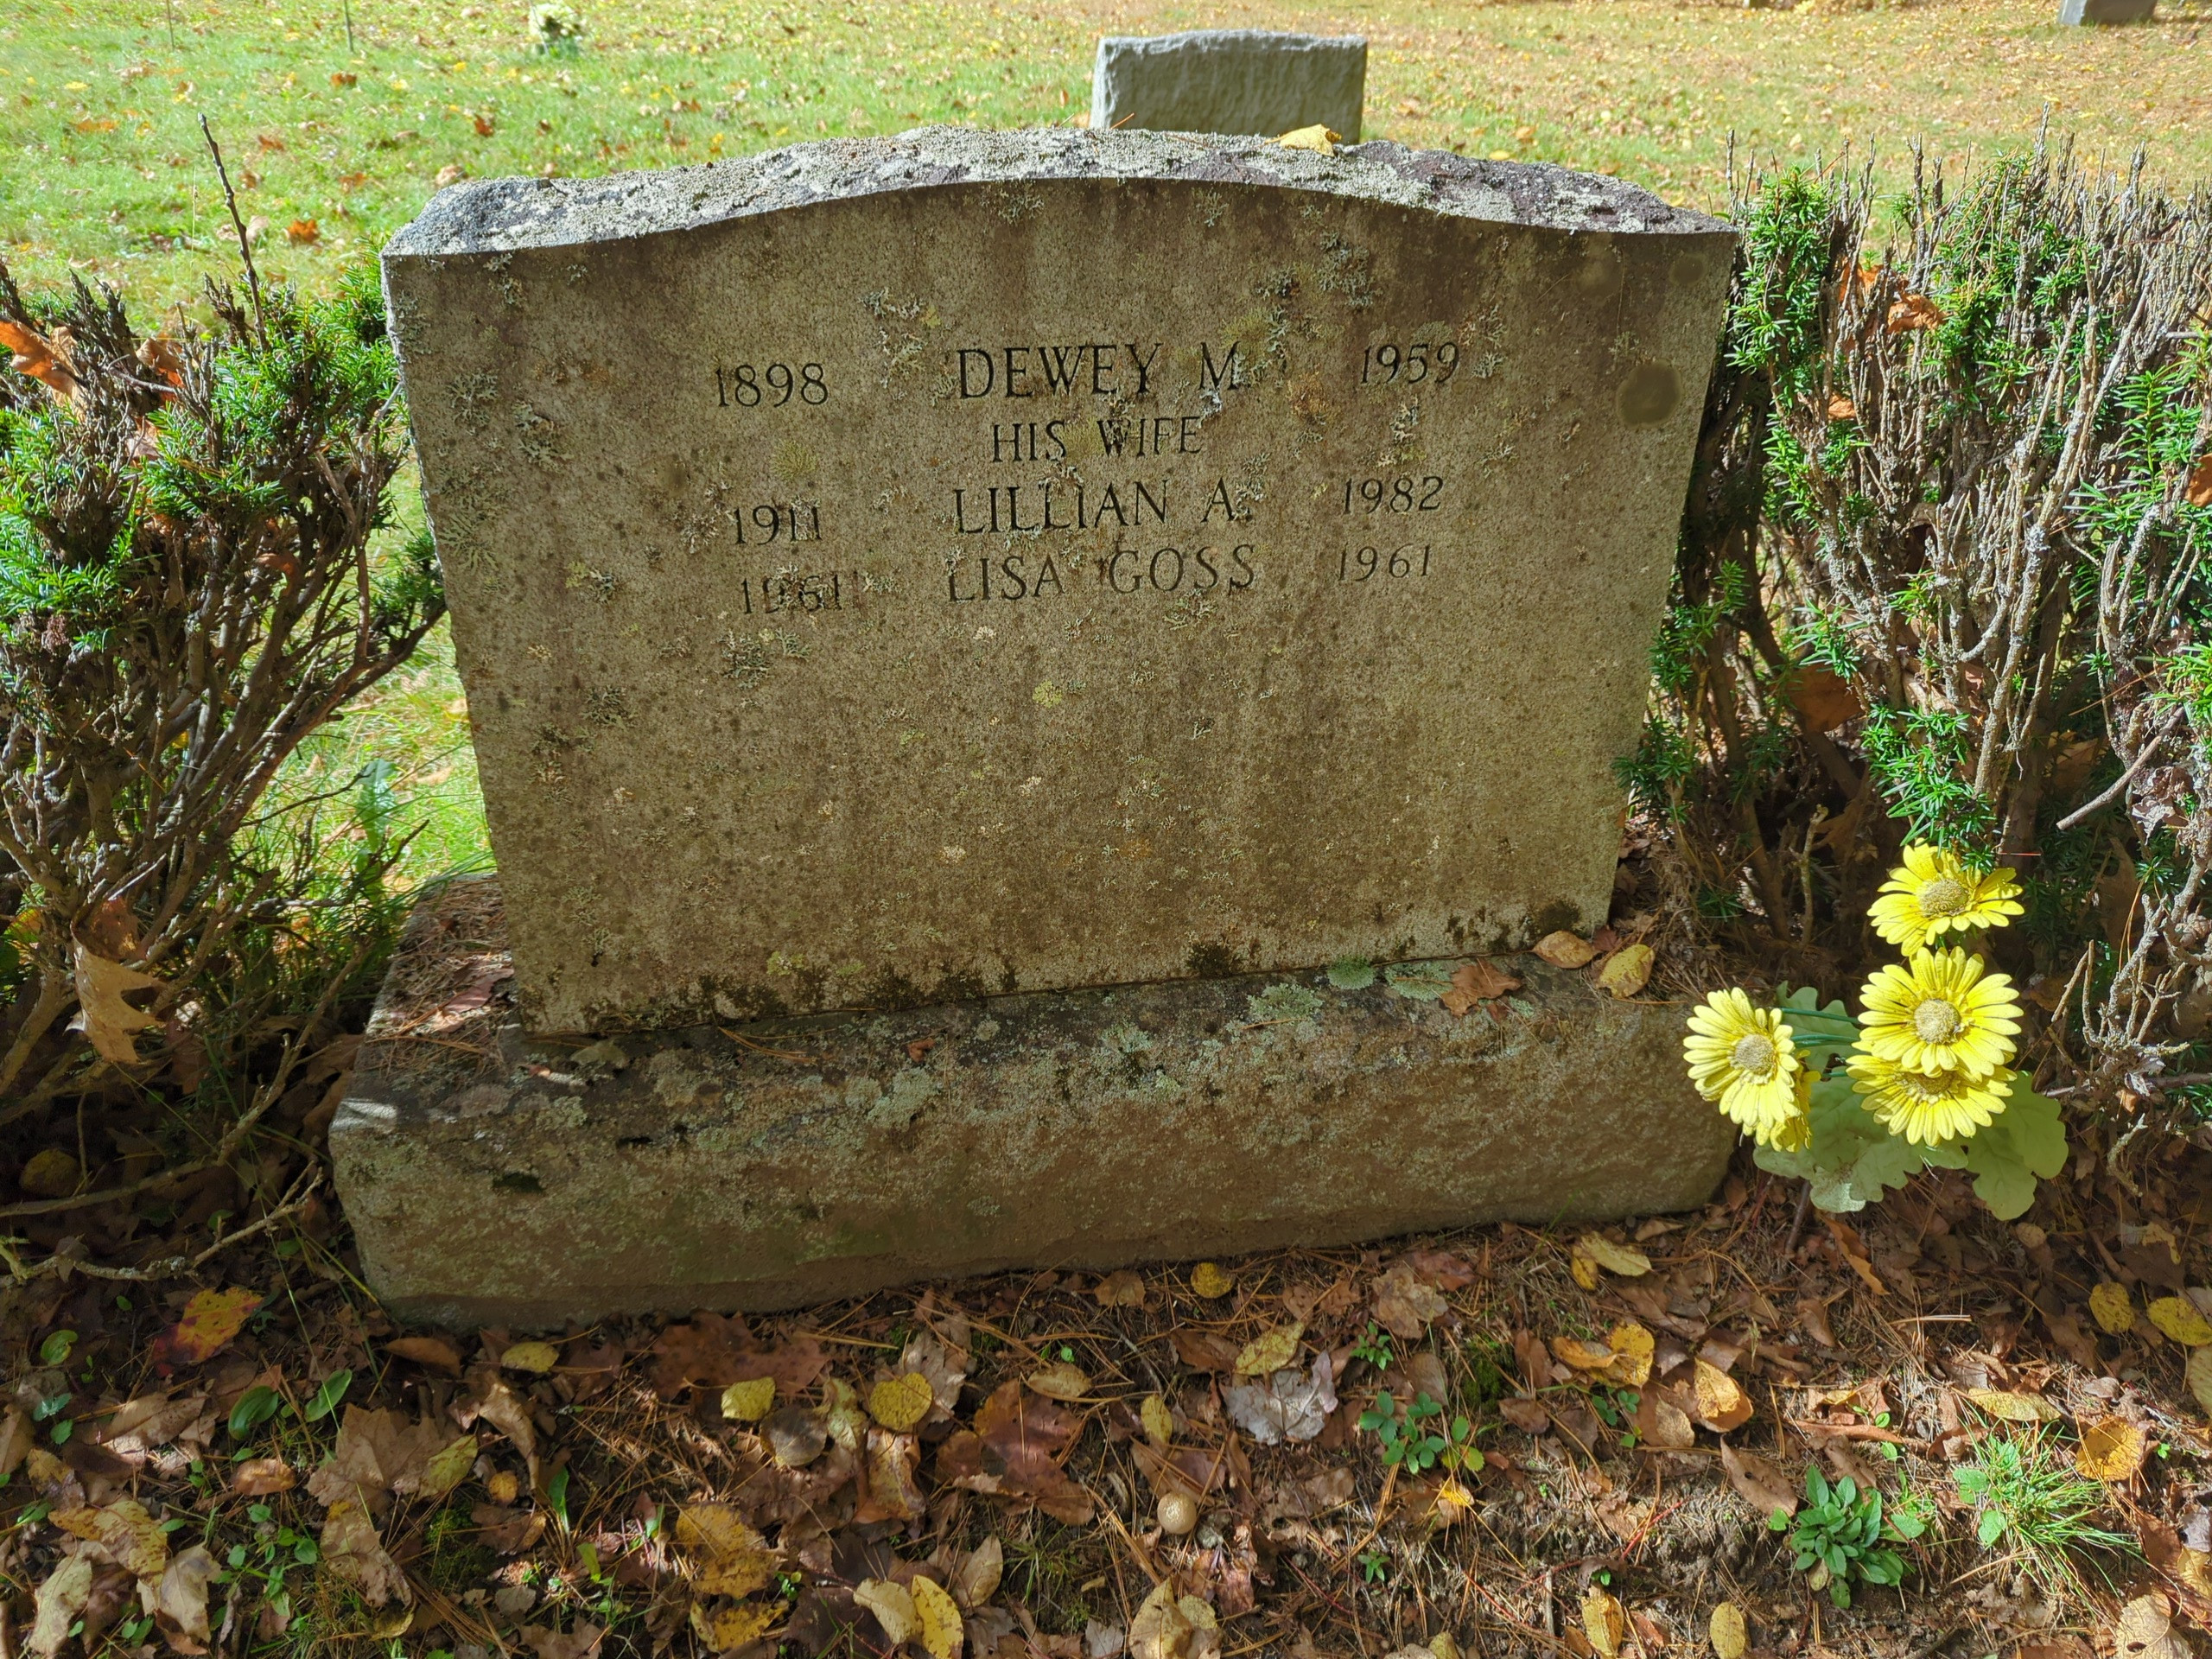 1898 DEWEY M. 1959
HIS WIFE
1911 LILLIAN A. 1982
1961 LISA GOSS 1961